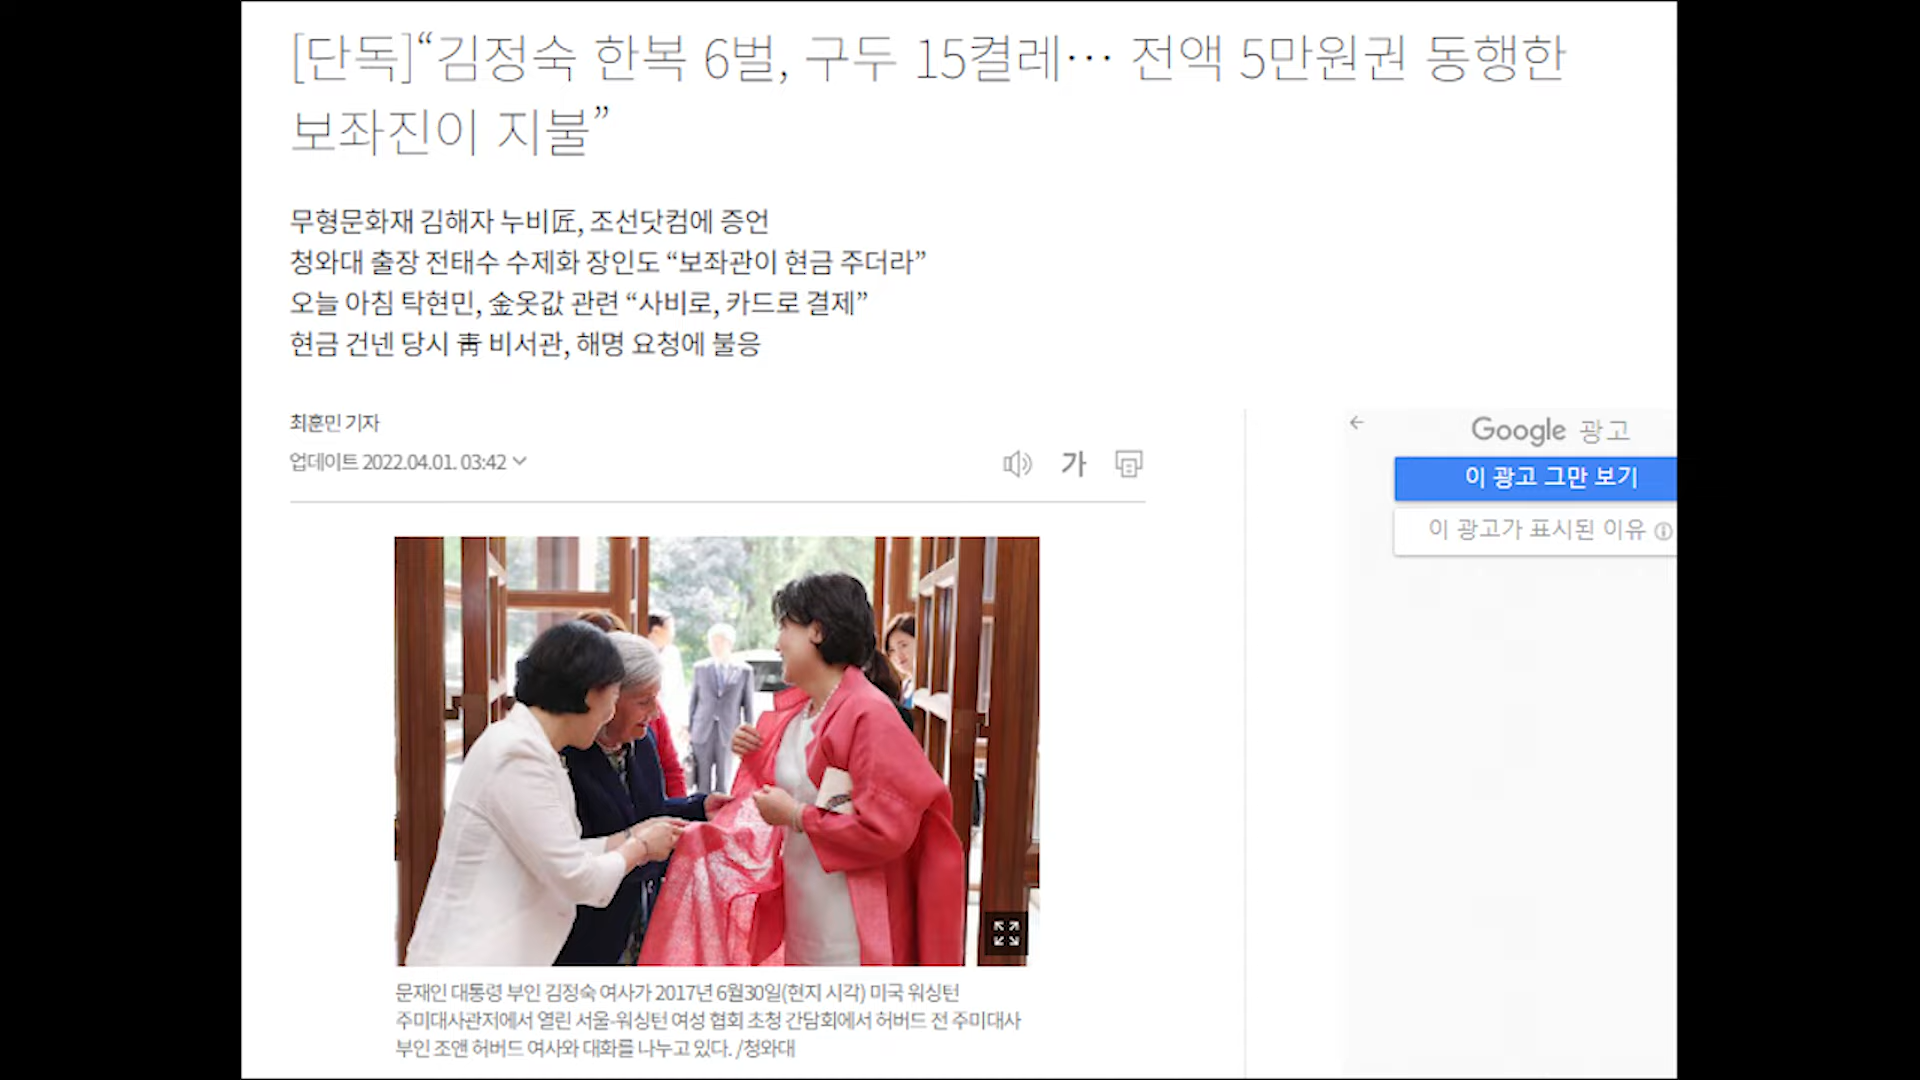 [단독]“김정숙 한복 6벌, 구두 15켤레… 전액 5만원권 동행한
보좌진이 지불”
무형문화재 김해자 누비匠, 조선닷컴에 증언
청와대 출장 전태수 수제화 장인도 “보좌관이 현금 주더라”
오늘 아침 탁현민, 金옷값 관련 “사비로, 카드로 결제”
현금 건넨 당시 靑 비서관, 해명 요청에 불응
최훈민 기자
업데이트 2022.04.01. 03:42
가
Google 광고
이 광고 그만 보기
이 광고가 표시된 이유
문재인 대통령 부인 김정숙 여사가 2017년 6월30일(현지 시각) 미국 워싱턴
주미대사관저에서 열린 서울-워싱턴 여성 협회 초청 간담회에서 허버드 전 주미대사
부인 조앤 허버드 여사와 대화를 나누고 있다. /청와대